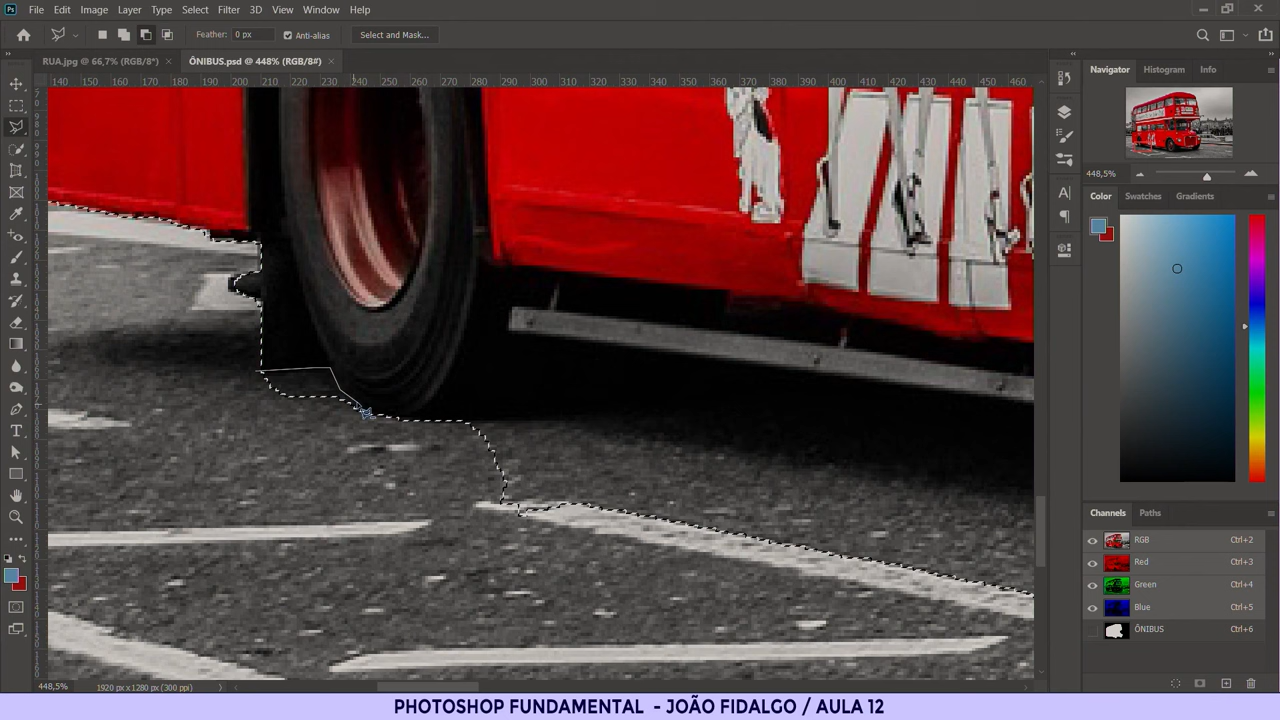 File Edit Image Layer Type Select Filter 3D View Window Help
Feather: 0 px Anti-alias Select and Mask...
RUA.jpg @ 66,7% (RGB/8*) × ÔNIBUS.psd @ 448% (RGB/8#) ×
140 150 160 170 180 190 200 210 220 230 240 250 260 270 280 290 300 310 320 330 340 350 360 370 380 390 400 410 420 430 440 450 460
Navigator Histogram Info
448,5%
Color Swatches Gradients
Channels Paths
RGB Ctrl+2
Red Ctrl+3
Green Ctrl+4
Blue Ctrl+5
ÔNIBUS Ctrl+6
448,5% 1920 px x 1920 px (300 ppi)
PHOTOSHOP FUNDAMENTAL - JOÃO FIDALGO / AULA 12